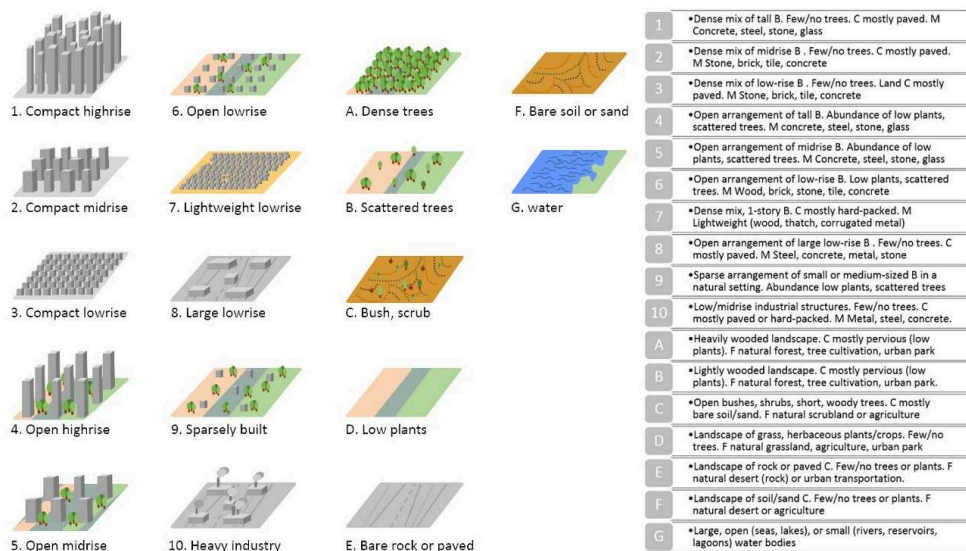 1. Compact highrise
6. Open lowrise
A. Dense trees
F. Bare soil or sand
2. Compact midrise
7. Lightweight lowrise
B. Scattered trees
G. water
3. Compact lowrise
8. Large lowrise
C. Bush, scrub
4. Open highrise
9. Sparsely built
D. Low plants
5. Open midrise
10. Heavy industry
E. Bare rock or paved
1
•Dense mix of tall B. Few/no trees. C mostly paved. M
Concrete, steel, stone, glass
2
•Dense mix of midrise B . Few/no trees. C mostly paved.
M Stone, brick, tile, concrete
3
•Dense mix of low-rise B . Few/no trees. Land C mostly
paved. M Stone, brick, tile, concrete
4
•Open arrangement of tall B. Abundance of low plants,
scattered trees. M concrete, steel, stone, glass
5
•Open arrangement of midrise B. Abundance of low
plants, scattered trees. M Concrete, steel, stone, glass
6
•Open arrangement of low-rise B. Low plants, scattered
trees. M Wood, brick, stone, tile, concrete
7
•Dense mix, 1-story B. C mostly hard-packed. M
Lightweight (wood, thatch, corrugated metal)
8
•Open arrangement of large low-rise B . Few/no trees. C
mostly paved. M Steel, concrete, metal, stone
9
•Sparse arrangement of small or medium-sized B in a
natural setting. Abundance low plants, scattered trees
10
•Low/midrise industrial structures. Few/no trees. C
mostly paved or hard-packed. M Metal, steel, concrete.
A
•Heavily wooded landscape. C mostly pervious (low
plants). F natural forest, tree cultivation, urban park
B
•Lightly wooded landscape. C mostly pervious (low
plants). F natural forest, tree cultivation, urban park.
C
•Open bushes, shrubs, short, woody trees. C mostly
bare soil/sand. F natural scrubland or agriculture
D
•Landscape of grass, herbaceous plants/crops. Few/no
trees. F natural grassland, agriculture, urban park
E
•Landscape of rock or paved C. Few/no trees or plants. F
natural desert (rock) or urban transportation.
F
•Landscape of soil/sand C. Few/no trees or plants. F
natural desert or agriculture
G
•Large, open (seas, lakes), or small (rivers, reservoirs,
lagoons) water bodies